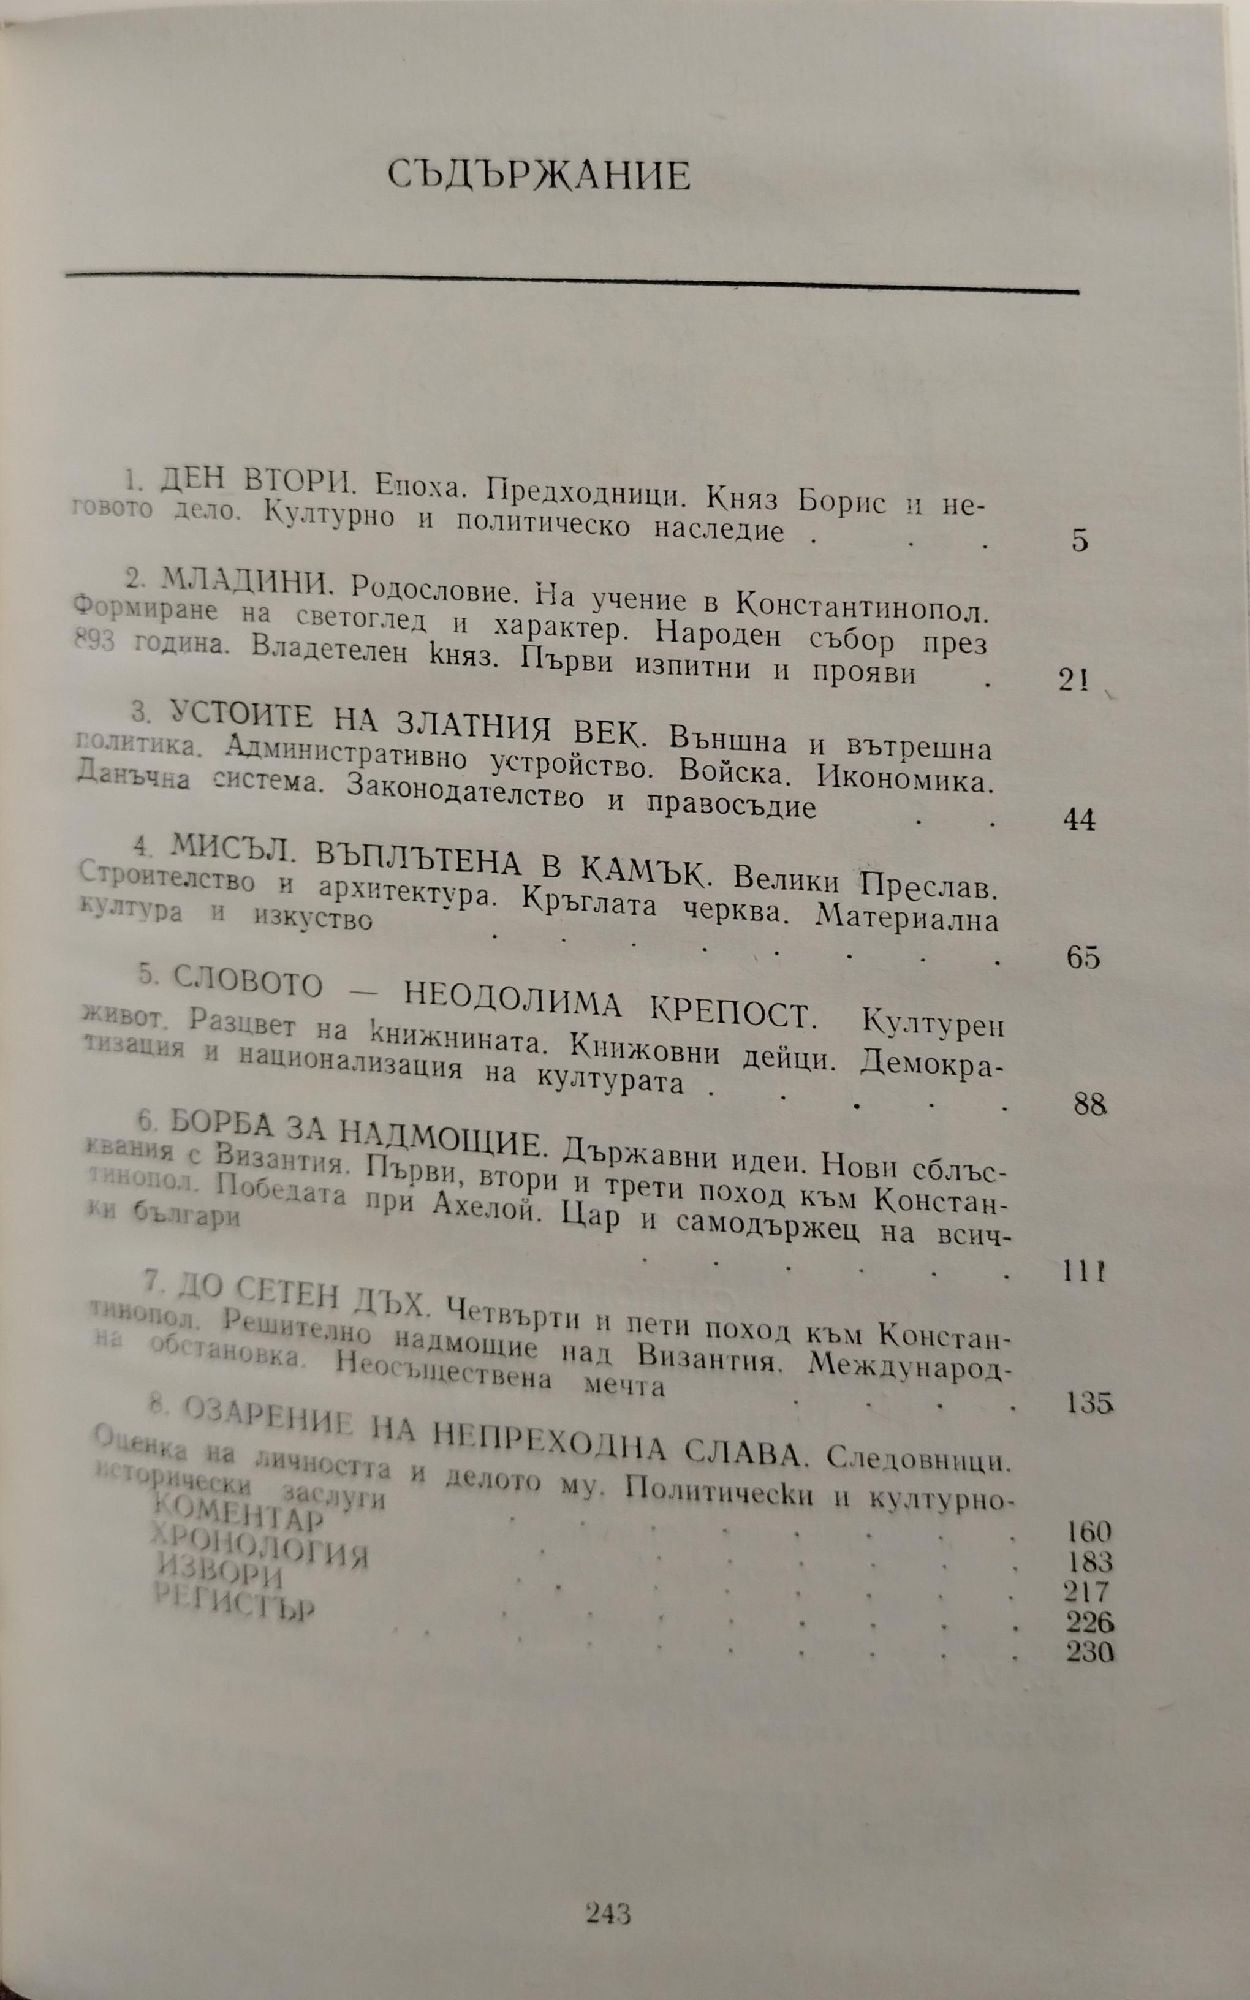 СЪДЪРЖАНИЕ
1. ДЕН ВТОРИ. Епоха. Предходници. Княз Борис и не-
говото дело. Културно и политическо наследие . . . 5
2. МЛАДИНИ. Родословие. На учение в Константинопол.
Формиране на светоглед и характер. Народен събор през
893 година. Владетелен княз. Първи изпитни и прояви . 21
3. УСТОИТЕ НА ЗЛАТНИЯ ВЕК. Външна и вътрешна
политика. Административно устройство. Войска. Икономика.
Данъчна система. Законодателство и правосъдие . . 44
4. МИСЪЛ. ВЪПЛЪТЕНА В КАМЪК. Велики Преслав.
Строителство и архитектура. Кръглата черква. Материална
култура и изкуство . . . . . . . . 65
5. СЛОВОТО — НЕОДОЛИМА КРЕПОСТ. Културен
живот. Разцвет на книжнината. Книжовни дейци. Демокра-
тизация и национализация на културата . . . . . 88
6. БОРБА ЗА НАДМОЩИЕ. Държавни идеи. Нови сблъс-
квания с Византия. Първи, втори и трети поход към Констан-
тинопол. Победата при Ахелой. Цар и самодържец на всич-
ки българи . . . . . . 111
7. ДО СЕТЕН ДЪХ. Четвърти и пети поход към Констан-
тинопол. Решително надмощие над Византия. Международ-
на обстановка. Неосъществена мечта . . . . 135
8. ОЗАРЕНИЕ НА НЕПРЕХОДНА СЛАВА. Следовници.
Оценка на личността и делото му. Политически и културно-
исторически заслуги . . . . . . . . 160
КОМЕНТАР . . . . . . . 183
ХРОНОЛОГИЯ . . . . . . . . 217
ИЗВОРИ . . . . . . . 226
РЕГИСТЪР . . . . . . . . . 230
243